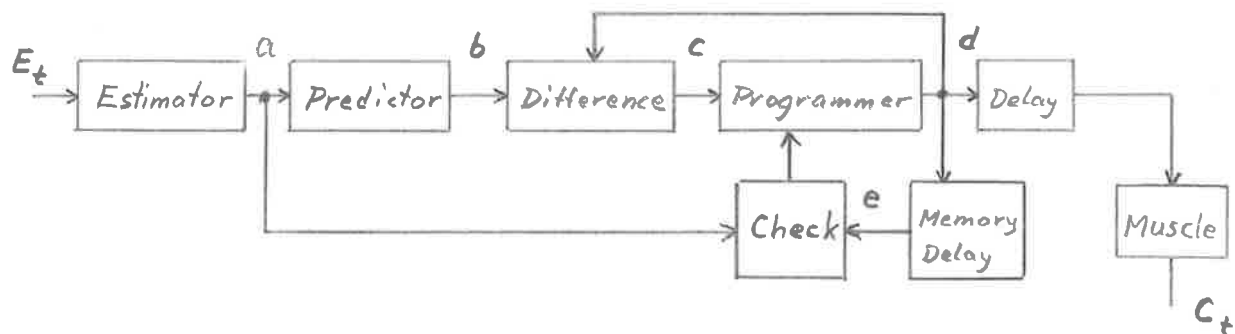 a
b
c
d
E_t
Estimator
Predictor
Difference
Programmer
Delay
Check
e
Memory
Delay
Muscle
C_t